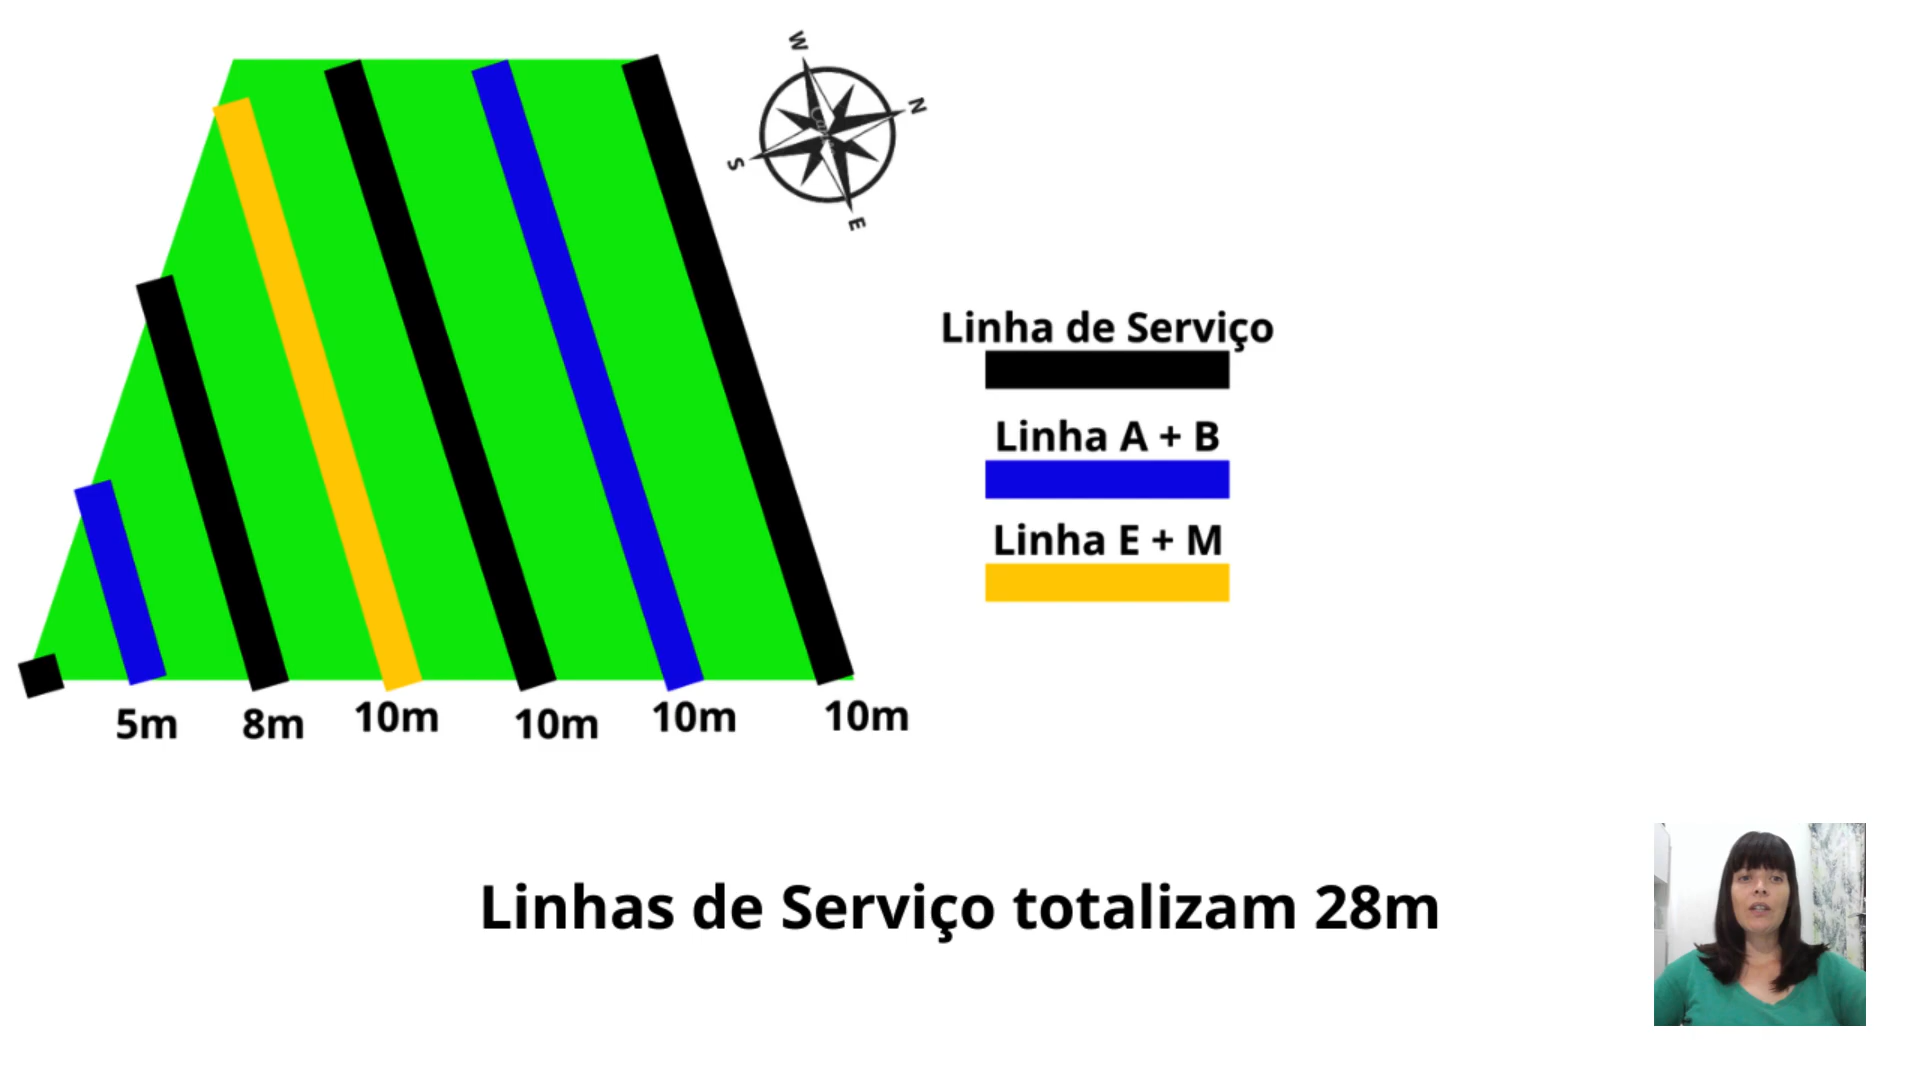 W
N
S
E
Linha de Serviço
Linha A + B
Linha E + M
5m
8m
10m
10m
10m
10m
Linhas de Serviço totalizam 28m